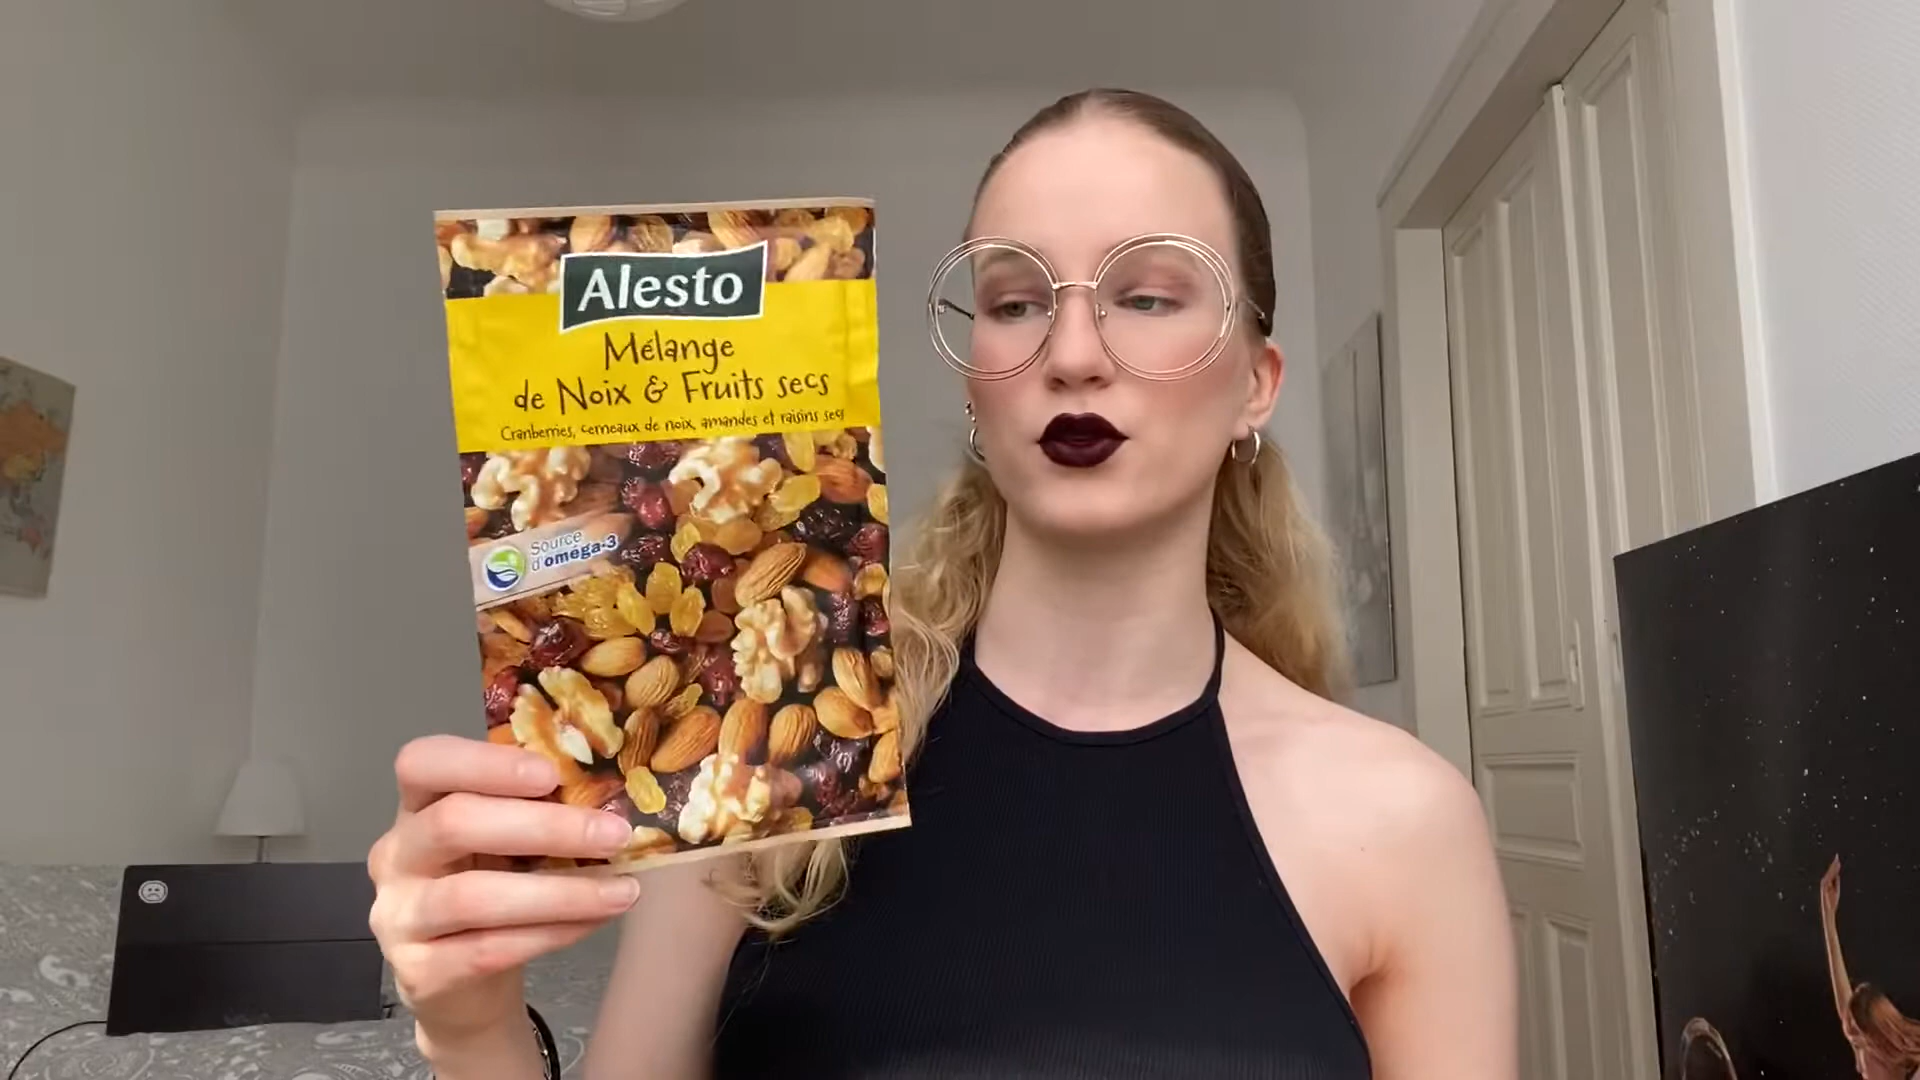 Alesto
Mélange
de Noix & Fruits secs
Cranberries, cerneaux de noix, amandes et raisins secs
Source
d'oméga-3